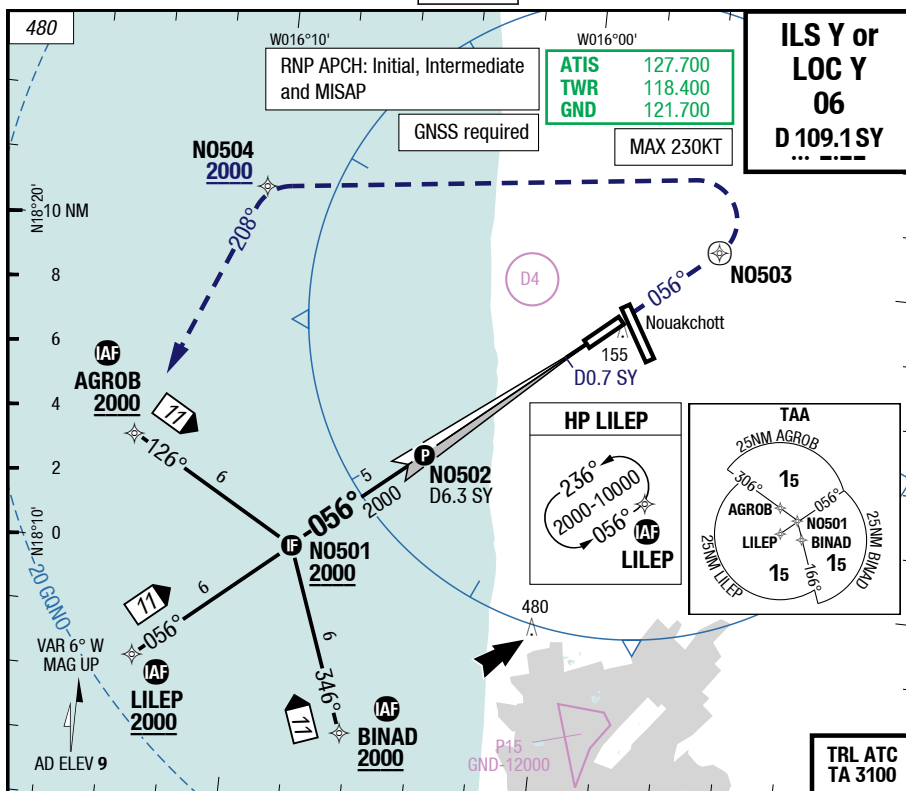 480
W016°10'
W016°00'
ILS Y or
LOC Y
06
D 109.1 SY
RNP APCH: Initial, Intermediate
and MISAP
ATIS 127.700
TWR 118.400
GND 121.700
GNSS required
MAX 230KT
NO504
2000
N18°20'
10 NM
8
6
4
2
0
N18°10'
208°
D4
056°
NO503
Nouakchott
155
D0.7 SY
IAF
AGROB
2000
11
126°
6
P
NO502
D6.3 SY
5
2000
056°
IF
NO501
2000
HP LILEP
236°
2000-10000
056°
IAF
LILEP
TAA
25NM AGROB
306°
15
056°
AGROB
NO501
LILEP
BINAD
25NM LILEP
15
166°
15
25NM BINAD
20 GQNO
11
6
056°
IAF
LILEP
2000
VAR 6° W
MAG UP
AD ELEV 9
6
346°
11
IAF
BINAD
2000
480
P15
GND-12000
TRL ATC
TA 3100